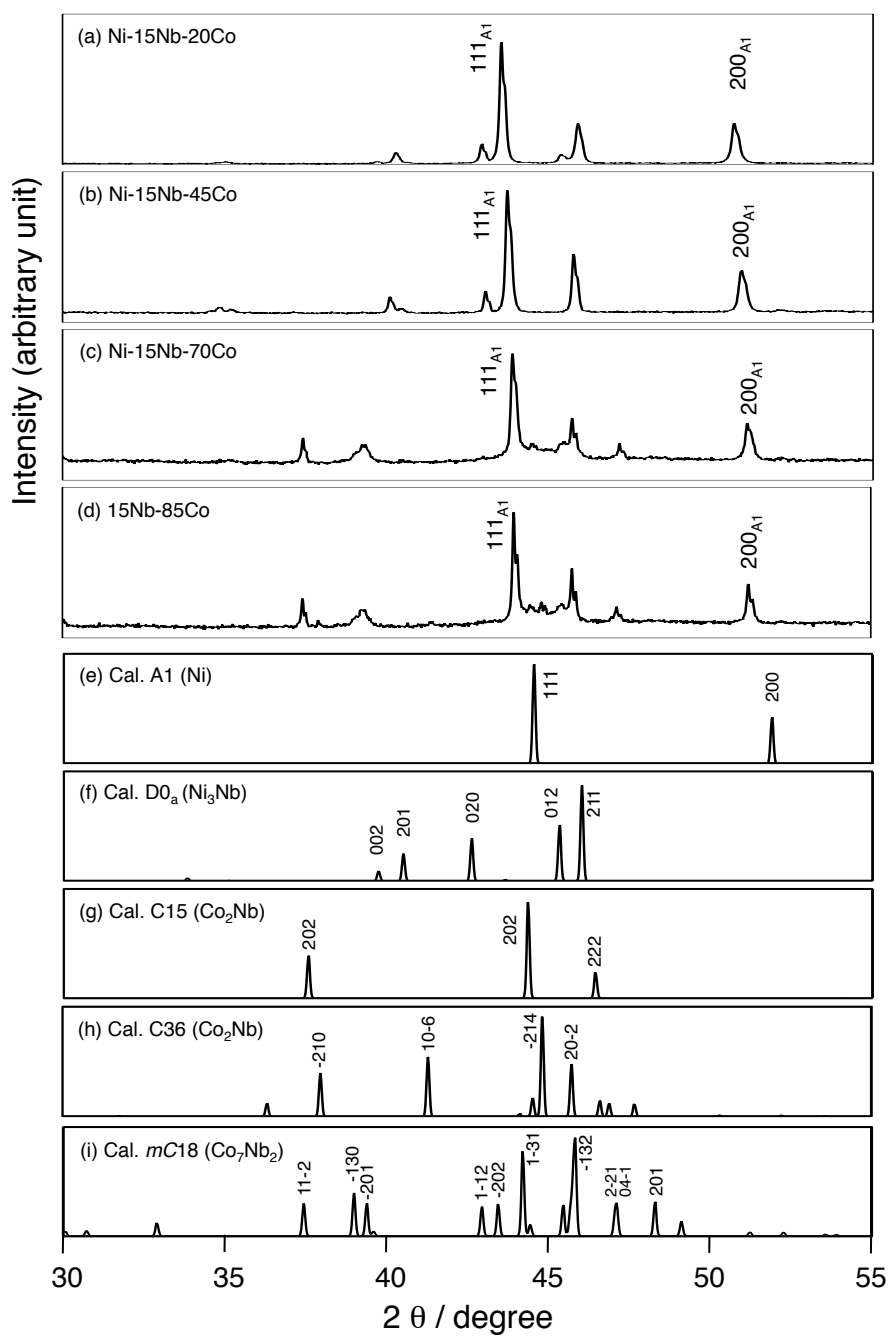 Intensity (arbitrary unit)
(a) Ni-15Nb-20Co
111A1
200A1
(b) Ni-15Nb-45Co
111A1
200A1
(c) Ni-15Nb-70Co
111A1
200A1
(d) 15Nb-85Co
111A1
200A1
(e) Cal. A1 (Ni)
111
200
(f) Cal. D0a (Ni3Nb)
002
201
020
012
211
(g) Cal. C15 (Co2Nb)
202
202
222
(h) Cal. C36 (Co2Nb)
-210
10-6
-214
20-2
(i) Cal. mC18 (Co7Nb2)
11-2
-130
-201
1-12
-202
1-31
-132
2-21
04-1
201
30 35 40 45 50 55
2 θ / degree